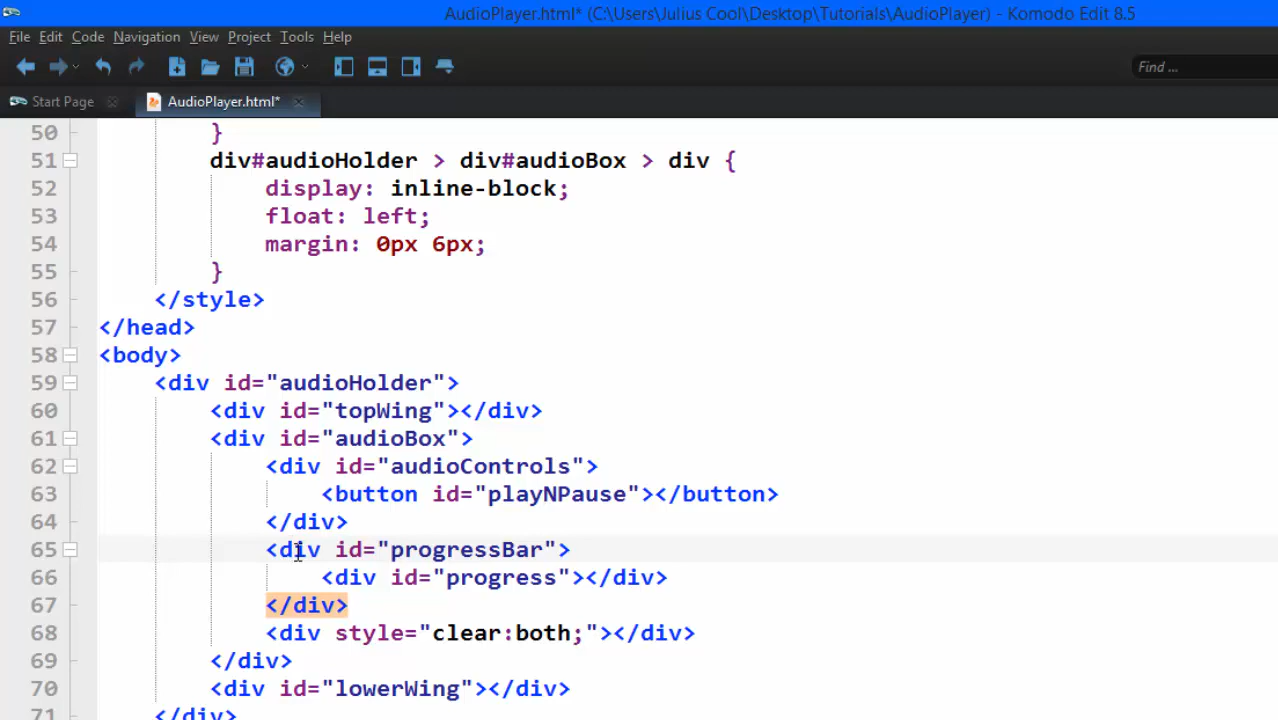 AudioPlayer.html* (C:\Users\Julius Cool\Desktop\Tutorials\AudioPlayer) - Komodo Edit 8.5
File Edit Code Navigation View Project Tools Help
Find ...
Start Page AudioPlayer.html*
50 }
51 div#audioHolder > div#audioBox > div {
52 display: inline-block;
53 float: left;
54 margin: 0px 6px;
55 }
56 </style>
57 </head>
58 <body>
59 <div id="audioHolder">
60 <div id="topWing"></div>
61 <div id="audioBox">
62 <div id="audioControls">
63 <button id="playNPause"></button>
64 </div>
65 <div id="progressBar">
66 <div id="progress"></div>
67 </div>
68 <div style="clear:both;"></div>
69 </div>
70 <div id="lowerWing"></div>
71 </div>